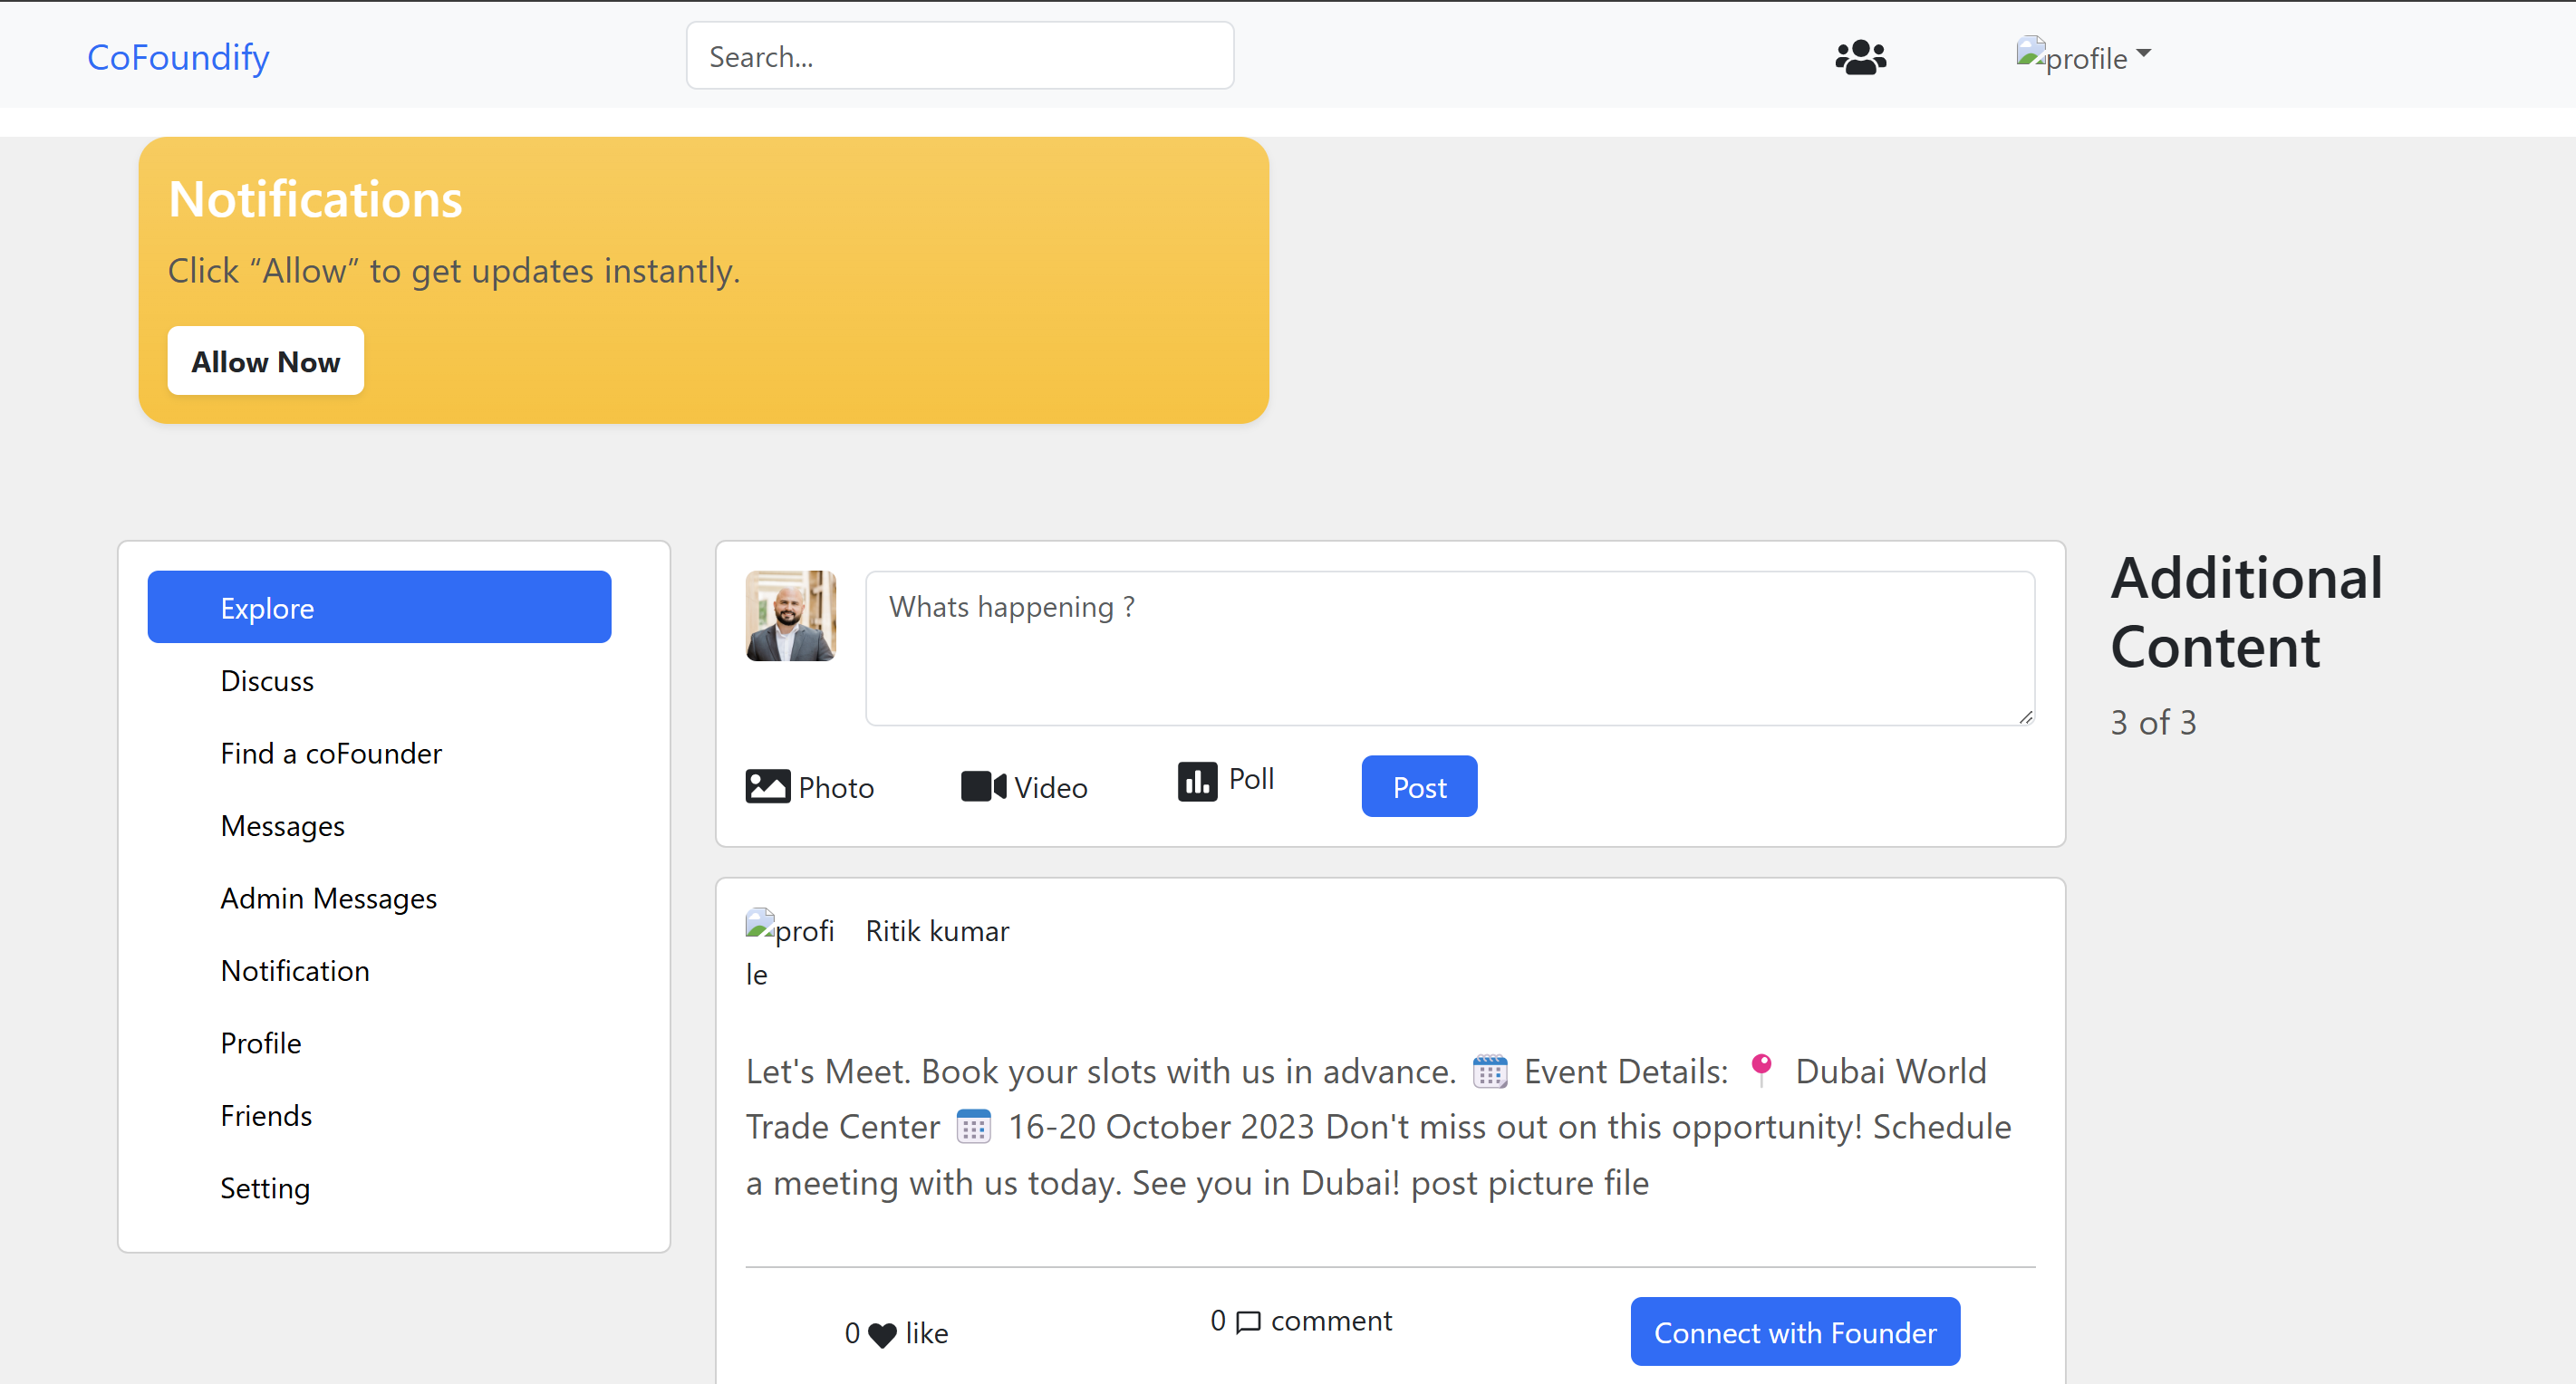 CoFoundify
Search...
profile
Notifications
Click “Allow” to get updates instantly.
Allow Now
Explore
Discuss
Find a coFounder
Messages
Admin Messages
Notification
Profile
Friends
Setting
Whats happening ?
Photo
Video
Poll
Post
profi
le
Ritik kumar
Let's Meet. Book your slots with us in advance. 🗓️ Event Details: 📍 Dubai World
Trade Center 📅 16-20 October 2023 Don't miss out on this opportunity! Schedule
a meeting with us today. See you in Dubai! post picture file
0 like
0 comment
Connect with Founder
Additional
Content
3 of 3